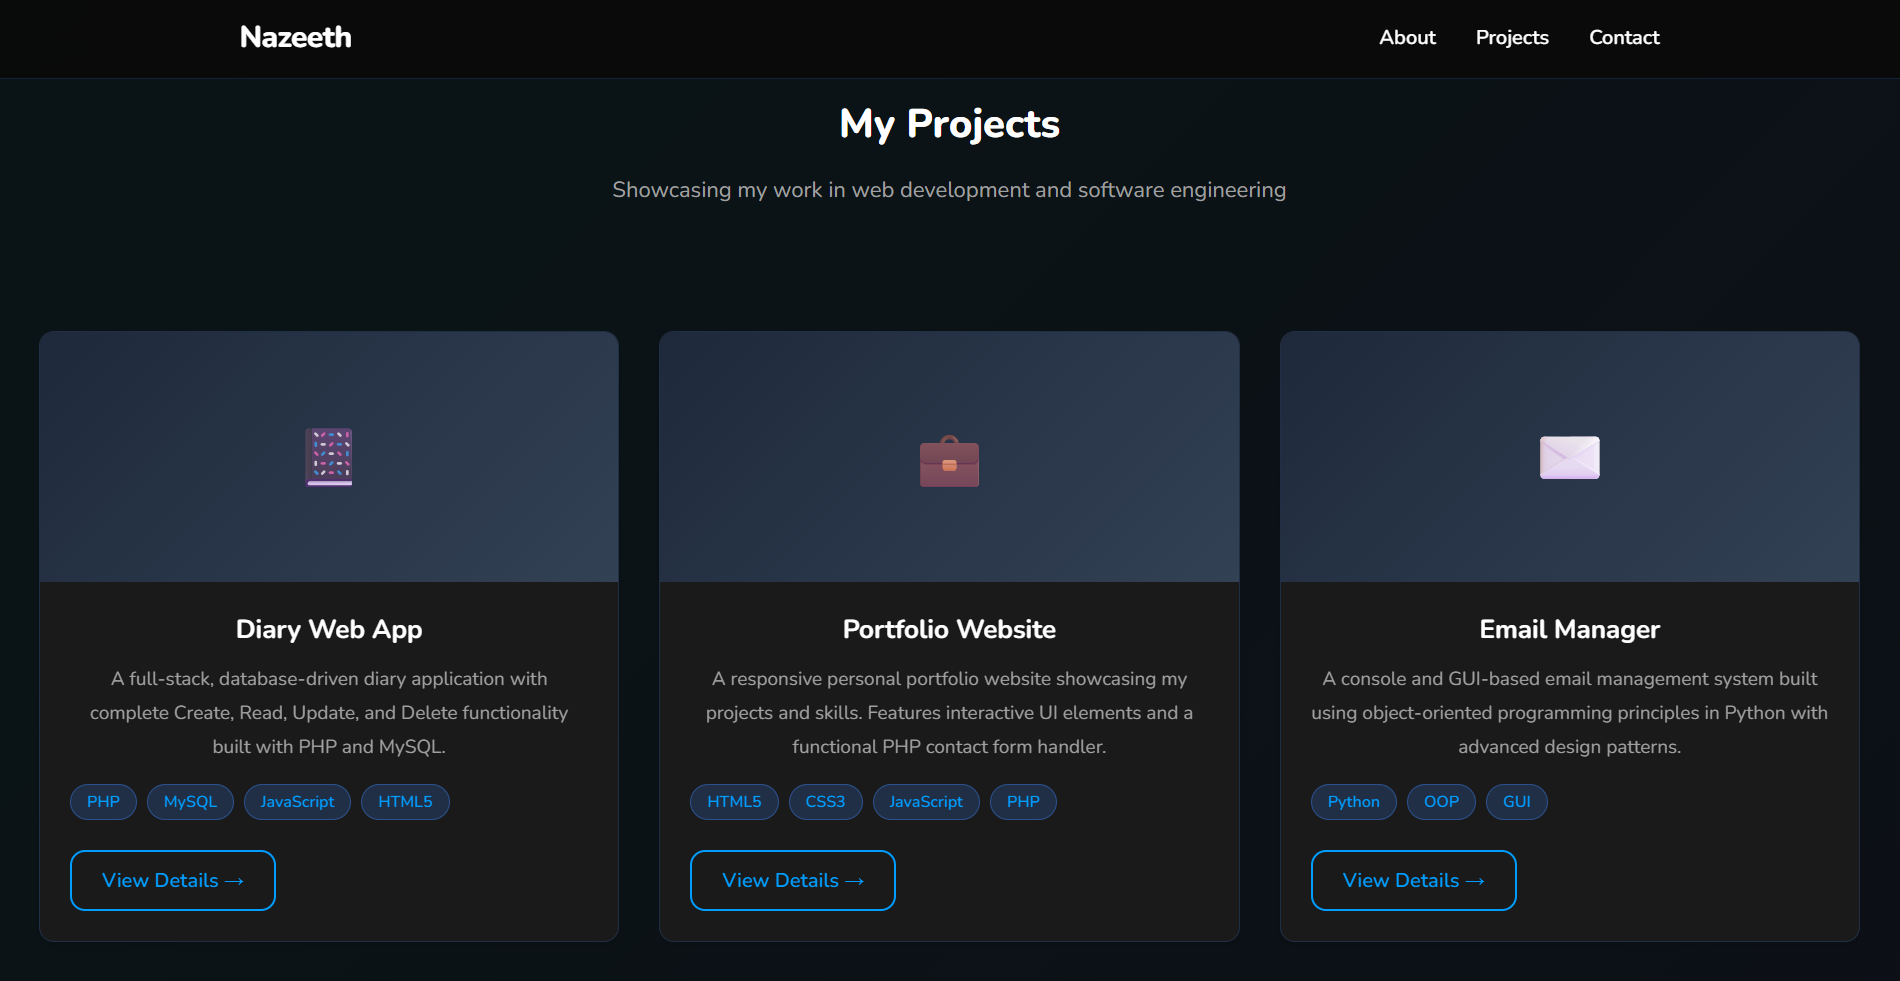 Nazeeth
About Projects Contact
My Projects
Showcasing my work in web development and software engineering
Diary Web App
A full-stack, database-driven diary application with
complete Create, Read, Update, and Delete functionality
built with PHP and MySQL.
PHP MySQL JavaScript HTML5
View Details →
Portfolio Website
A responsive personal portfolio website showcasing my
projects and skills. Features interactive UI elements and a
functional PHP contact form handler.
HTML5 CSS3 JavaScript PHP
View Details →
Email Manager
A console and GUI-based email management system built
using object-oriented programming principles in Python with
advanced design patterns.
Python OOP GUI
View Details →